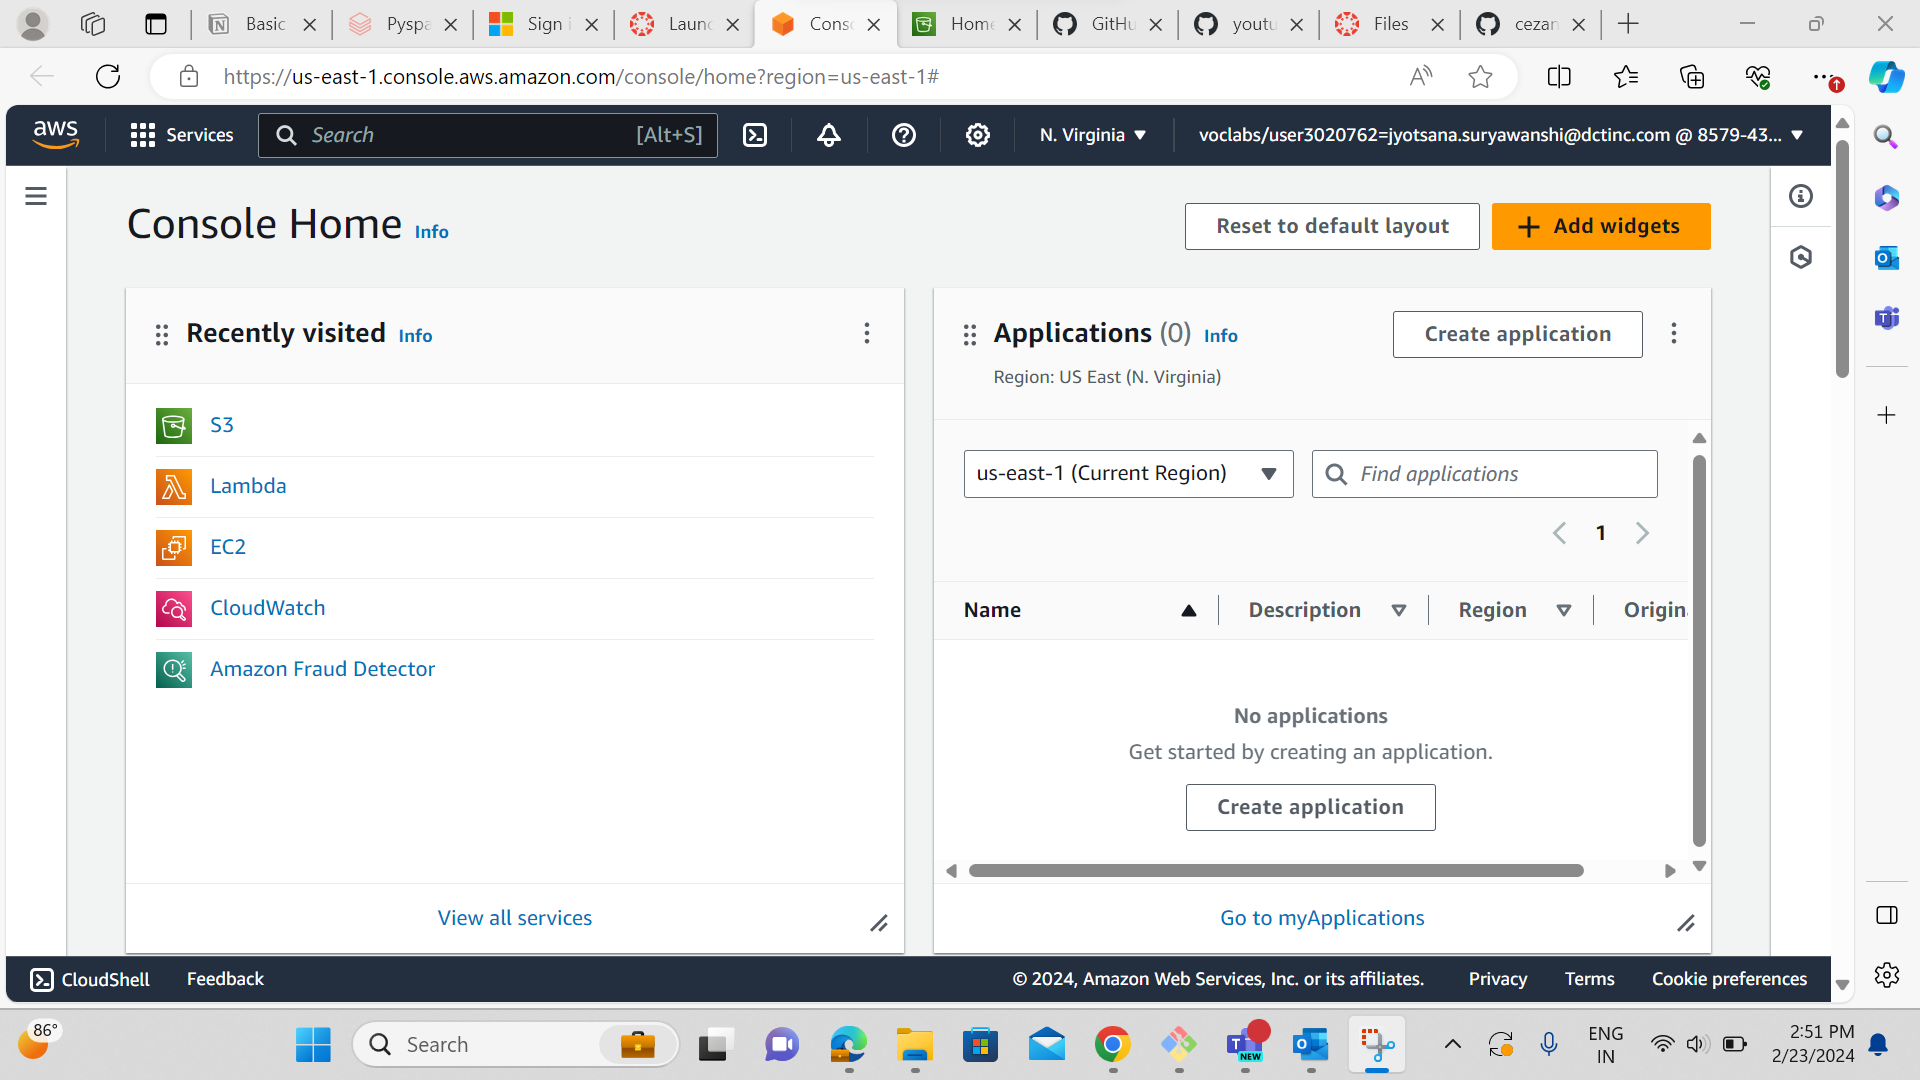 Basic
Pyspa
Sign i
Launc
Conso
Home
GitHu
youtu
Files
cezan
https://us-east-1.console.aws.amazon.com/console/home?region=us-east-1#
aws
Services
Search
[Alt+S]
N. Virginia
voclabs/user3020762=jyotsana.suryawanshi@dctinc.com @ 8579-43...
Console Home Info
Reset to default layout
Add widgets
Recently visited Info
S3
Lambda
EC2
CloudWatch
Amazon Fraud Detector
View all services
Applications (0) Info
Create application
Region: US East (N. Virginia)
us-east-1 (Current Region)
Find applications
1
Name
Description
Region
Origin
No applications
Get started by creating an application.
Create application
Go to myApplications
CloudShell
Feedback
© 2024, Amazon Web Services, Inc. or its affiliates.
Privacy
Terms
Cookie preferences
86°
Search
NEW
ENG
IN
2:51 PM
2/23/2024